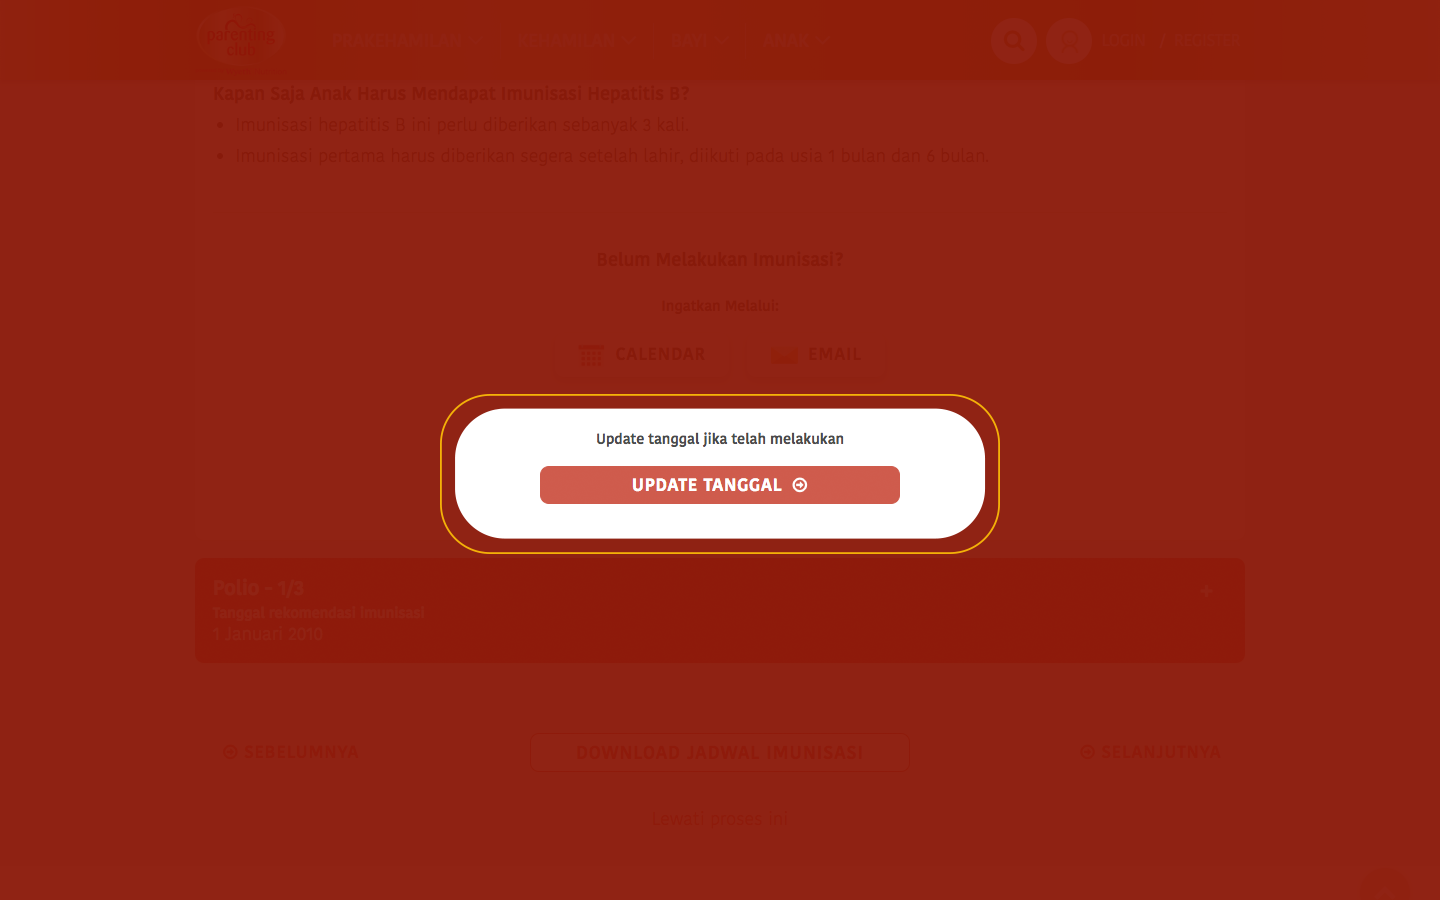 parenting club
PRAKEHAMILAN KEHAMILAN BAYI ANAK LOGIN / REGISTER
Kapan Saja Anak Harus Mendapat Imunisasi Hepatitis B?
• Imunisasi hepatitis B ini perlu diberikan sebanyak 3 kali.
• Imunisasi pertama harus diberikan segera setelah lahir, diikuti pada usia 1 bulan dan 6 bulan.
Belum Melakukan Imunisasi?
Ingatkan Melalui:
CALENDAR EMAIL
Update tanggal jika telah melakukan
UPDATE TANGGAL
Polio - 1/3 +
Tanggal rekomendasi imunisasi
1 Januari 2010
SEBELUMNYA DOWNLOAD JADWAL IMUNISASI SELANJUTNYA
Lewati proses ini